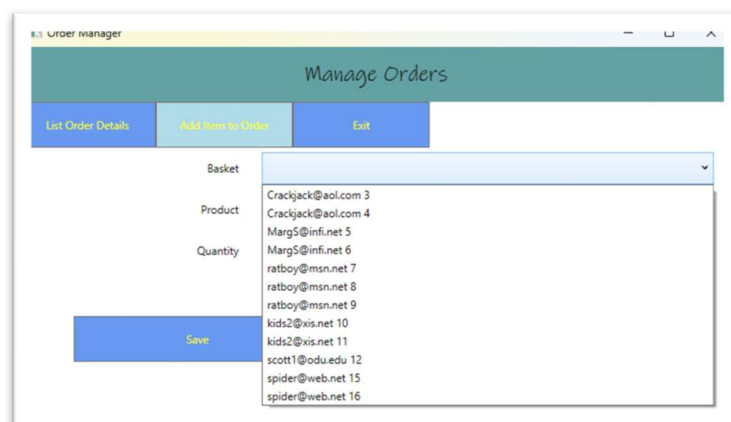 Order Manager
Manage Orders
List Order Details
Add Item to Order
Exit
Basket
Crackjack@aol.com 3
Product
Crackjack@aol.com 4
MargS@infi.net 5
Quantity
MargS@infi.net 6
ratboy@msn.net 7
ratboy@msn.net 8
ratboy@msn.net 9
kids2@xis.net 10
Save
kids2@xis.net 11
scott1@odu.edu 12
spider@web.net 15
spider@web.net 16